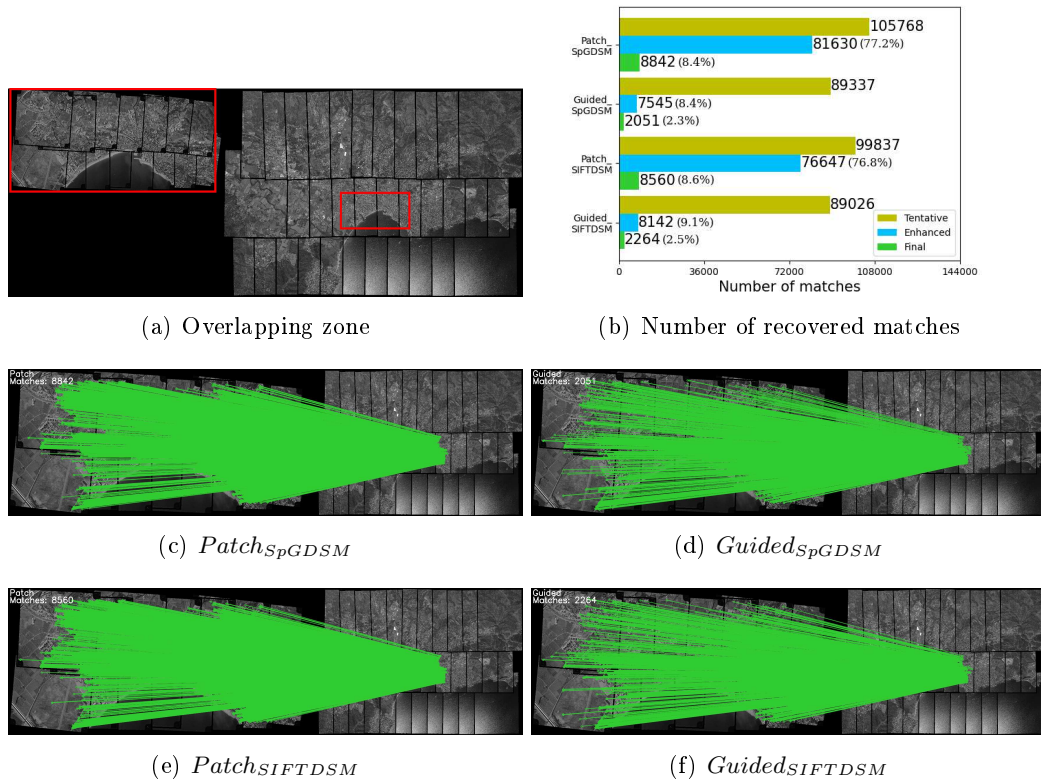 Patch_
SpGDSM
105768
81630 (77.2%)
8842 (8.4%)
Guided_
SpGDSM
89337
7545 (8.4%)
2051 (2.3%)
Patch_
SIFTDSM
99837
76647 (76.8%)
8560 (8.6%)
Guided_
SIFTDSM
89026
8142 (9.1%)
2264 (2.5%)
Tentative
Enhanced
Final
0 36000 72000 108000 144000
Number of matches
(a) Overlapping zone
(b) Number of recovered matches
Patch
Matches: 8842
Guided
Matches: 2051
(c) Patch_SpGDSM
(d) Guided_SpGDSM
Patch
Matches: 8560
Guided
Matches: 2264
(e) Patch_SIFTDSM
(f) Guided_SIFTDSM